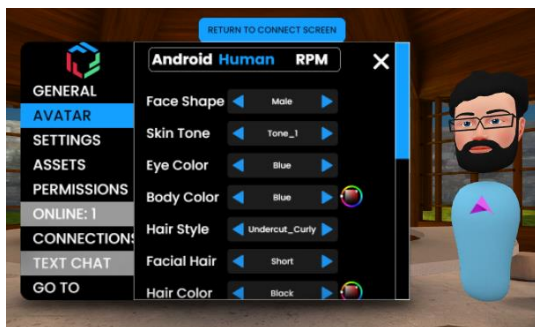 RETURN TO CONNECT SCREEN
Android Human RPM X
GENERAL
AVATAR
SETTINGS
ASSETS
PERMISSIONS
ONLINE: 1
CONNECTIONS
TEXT CHAT
GO TO
Face Shape Male
Skin Tone Tone_1
Eye Color Blue
Body Color Blue
Hair Style Undercut_Curly
Facial Hair Short
Hair Color Black